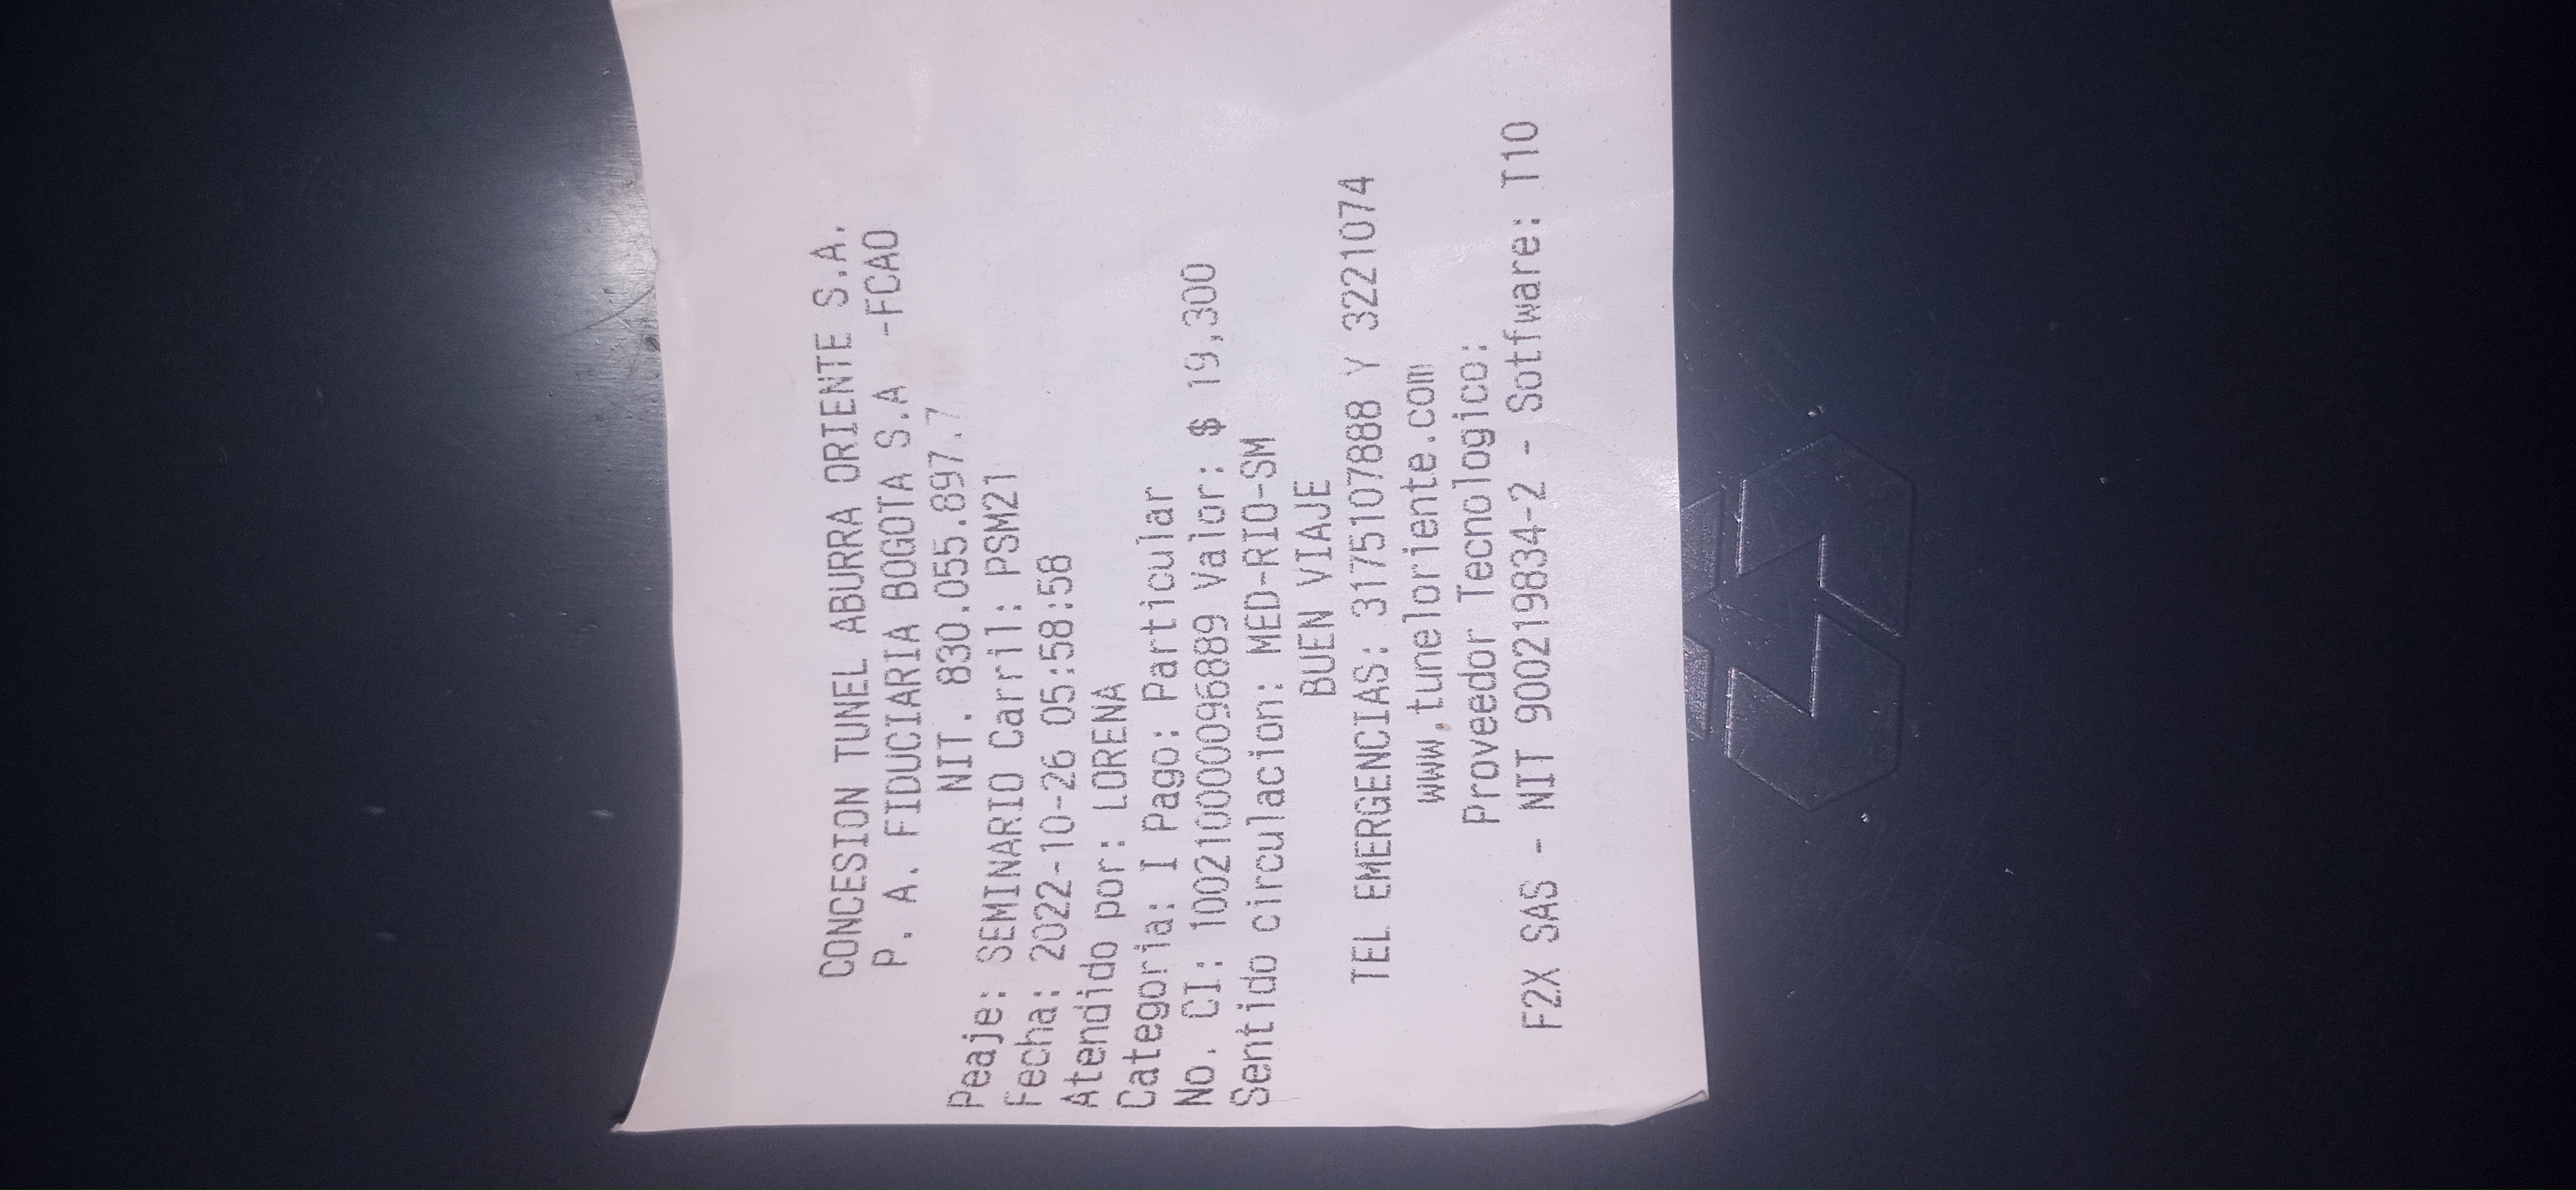 CONCESION TUNEL ABURRA ORIENTE S.A.
P. A. FIDUCIARIA BOGOTA S.A -FCAO
NIT. 830.055.897.7
Peaje: SEMINARIO Carril: PSM21
Fecha: 2022-10-26 05:58:58
Atendido por: LORENA
Categoria: I Pago: Particular
No. CI: 100210000096889 Valor: $ 19,300
Sentido circulacion: MED-RIO-SM
BUEN VIAJE
TEL EMERGENCIAS: 3175107888 Y 3221074
www.tuneloriente.com
Proveedor Tecnologico:
F2X SAS - NIT 900219834-2 - Sotfware: T10